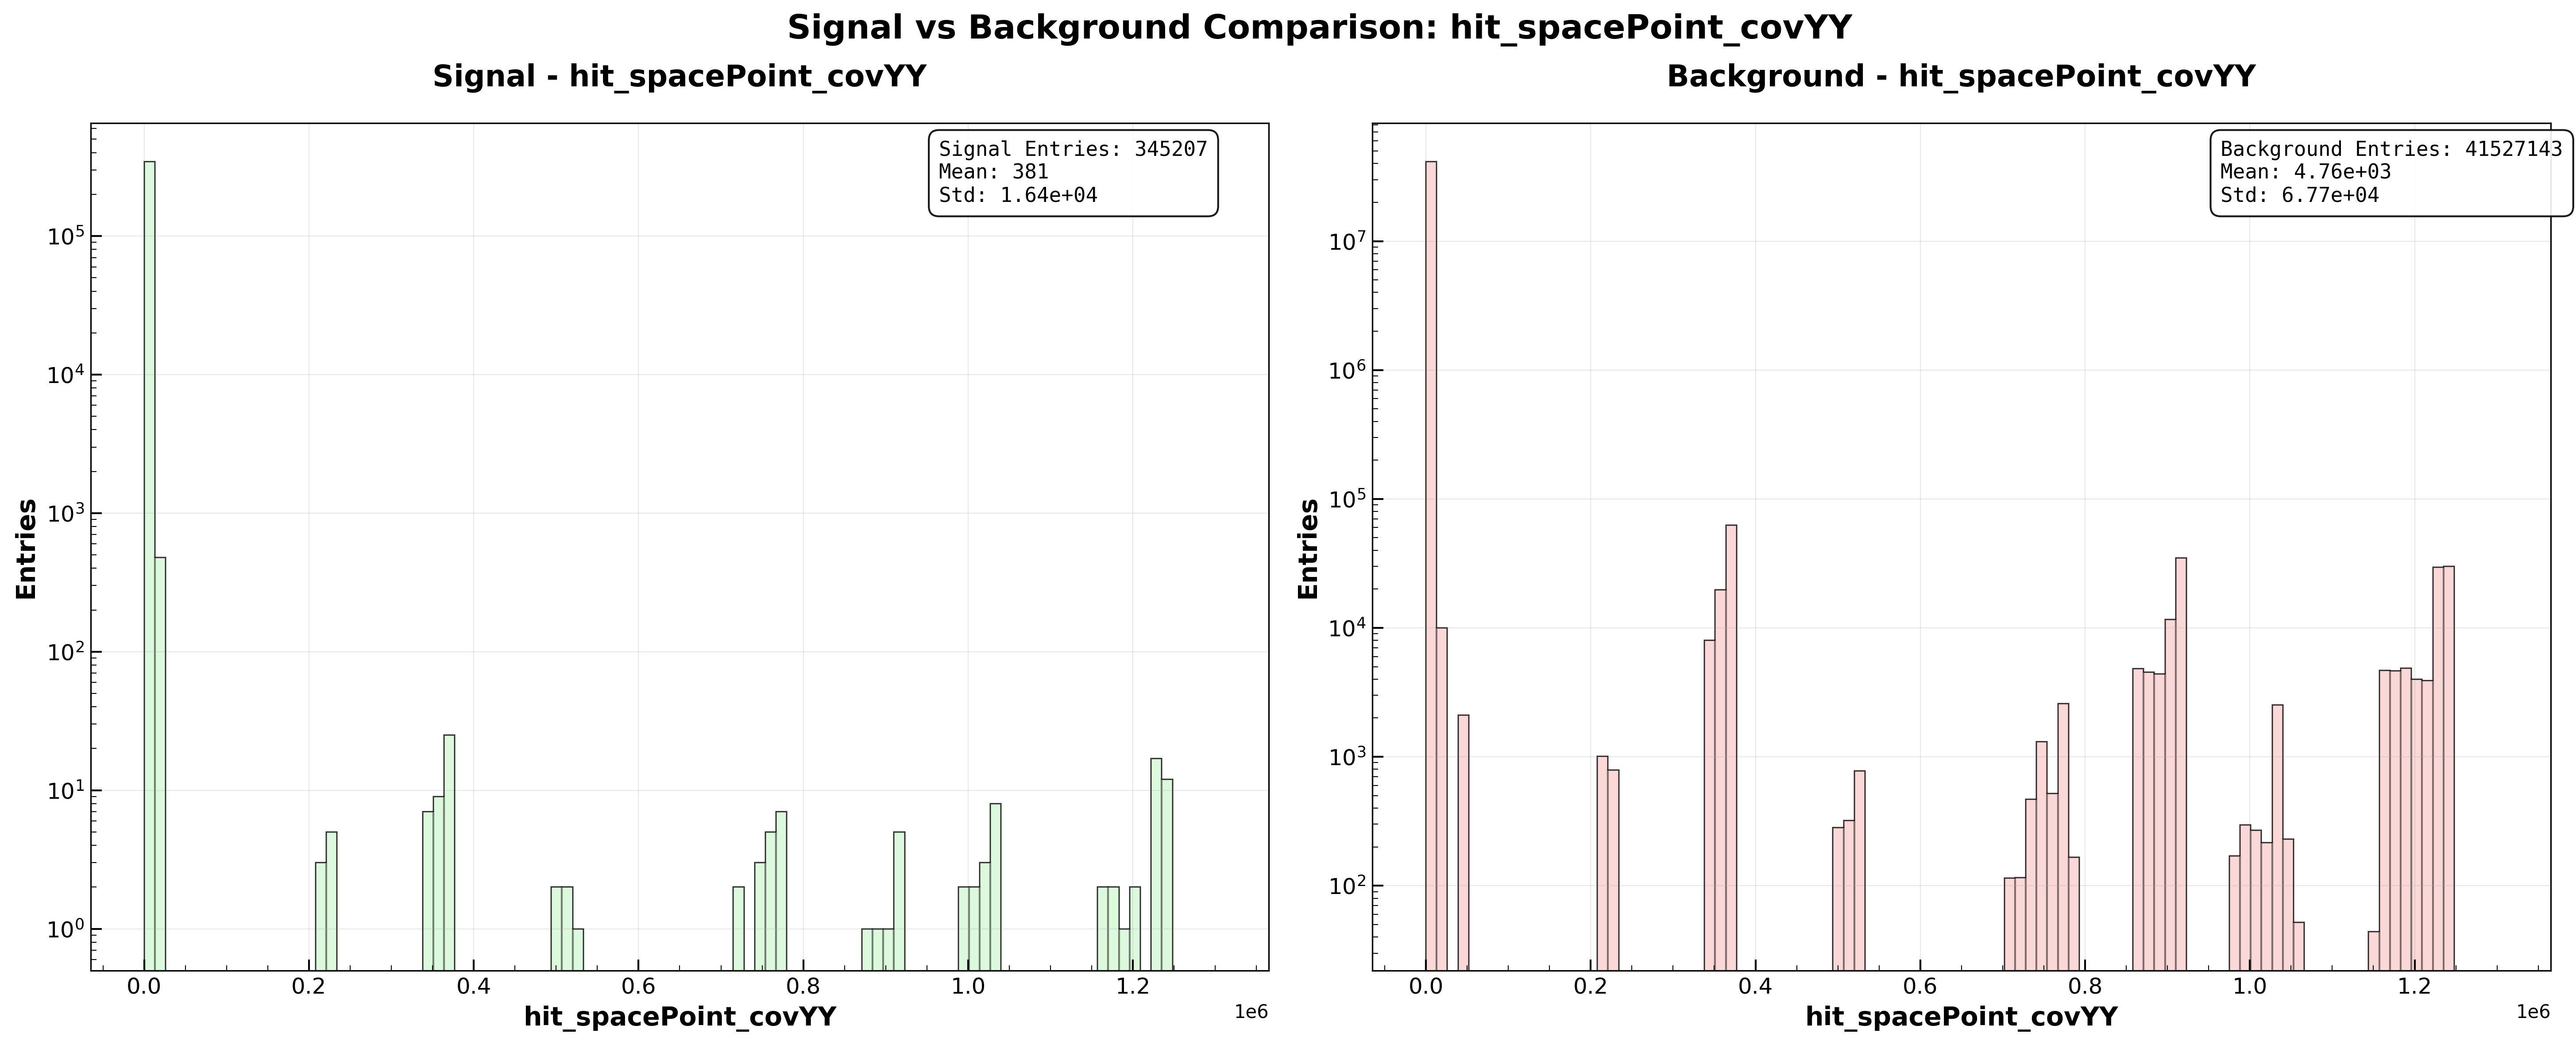 Signal vs Background Comparison: hit_spacePoint_covYY
Signal - hit_spacePoint_covYY
Signal Entries: 345207
Mean: 381
Std: 1.64e+04
Entries
10^5
10^4
10^3
10^2
10^1
10^0
0.0 0.2 0.4 0.6 0.8 1.0 1.2
1e6
hit_spacePoint_covYY
Background - hit_spacePoint_covYY
Background Entries: 41527143
Mean: 4.76e+03
Std: 6.77e+04
Entries
10^7
10^6
10^5
10^4
10^3
10^2
0.0 0.2 0.4 0.6 0.8 1.0 1.2
1e6
hit_spacePoint_covYY